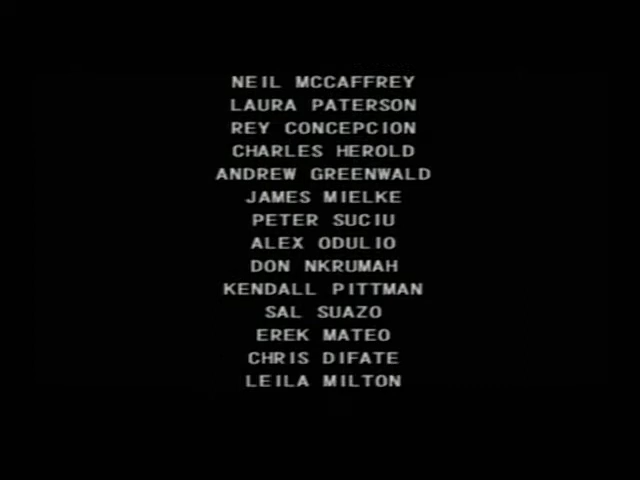 NEIL MCCAFFREY
LAURA PATERSON
REY CONCEPCION
CHARLES HEROLD
ANDREW GREENWALD
JAMES MIELKE
PETER SUCIU
ALEX ODULIO
DON NKRUMAH
KENDALL PITTMAN
SAL SUAZO
EREK MATEO
CHRIS DIFATE
LEILA MILTON